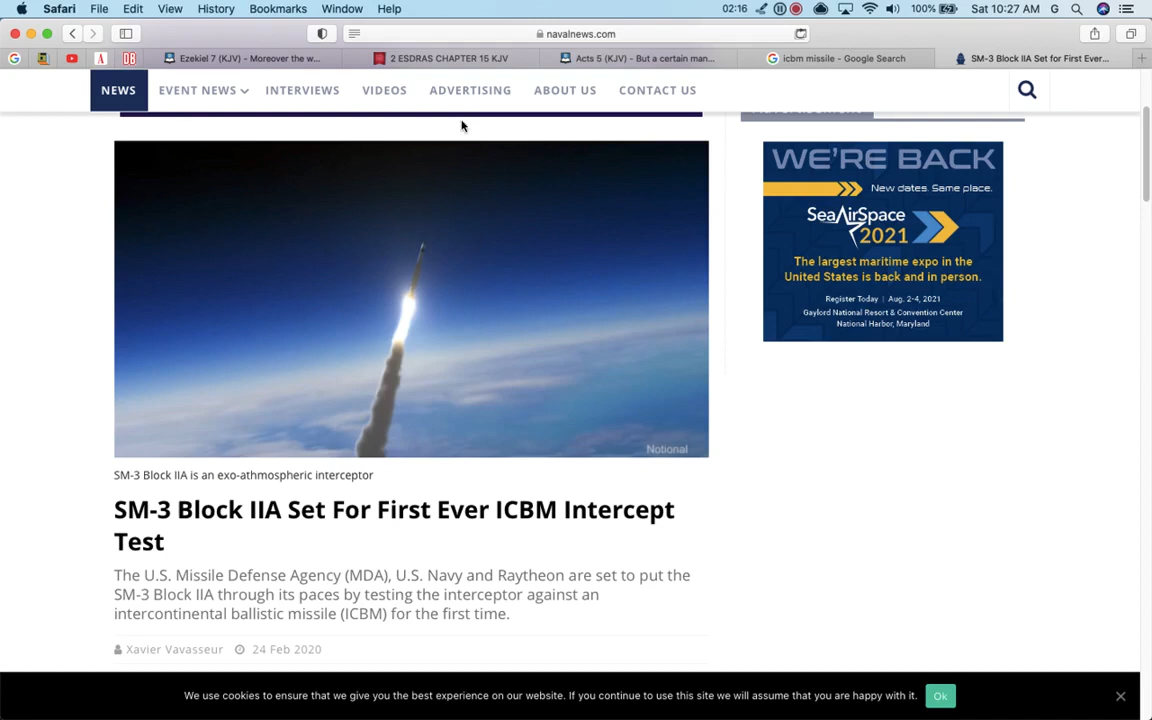 Safari File Edit View History Bookmarks Window Help 02:16 100% Sat 10:27 AM G
navalnews.com
Ezekiel 7 (KJV) - Moreover the w... 2 ESDRAS CHAPTER 15 KJV Acts 5 (KJV) - But a certain man... icbm missile - Google Search SM-3 Block IIA Set for First Ever...
NEWS EVENT NEWS INTERVIEWS VIDEOS ADVERTISING ABOUT US CONTACT US
WE'RE BACK
New dates. Same place.
SeaAirSpace
2021
The largest maritime expo in the
United States is back and in person.
Register Today | Aug. 2-4, 2021
Gaylord National Resort & Convention Center
National Harbor, Maryland
Notional
SM-3 Block IIA is an exo-athmospheric interceptor
SM-3 Block IIA Set For First Ever ICBM Intercept
Test
The U.S. Missile Defense Agency (MDA), U.S. Navy and Raytheon are set to put the
SM-3 Block IIA through its paces by testing the interceptor against an
intercontinental ballistic missile (ICBM) for the first time.
Xavier Vavasseur 24 Feb 2020
We use cookies to ensure that we give you the best experience on our website. If you continue to use this site we will assume that you are happy with it. Ok